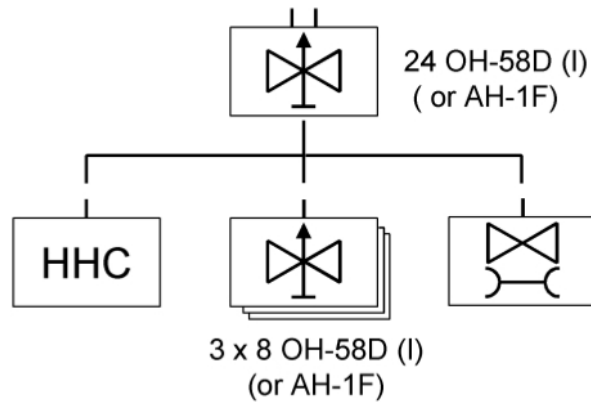 24 OH-58D (I)
( or AH-1F)
HHC
3 x 8 OH-58D (I)
(or AH-1F)